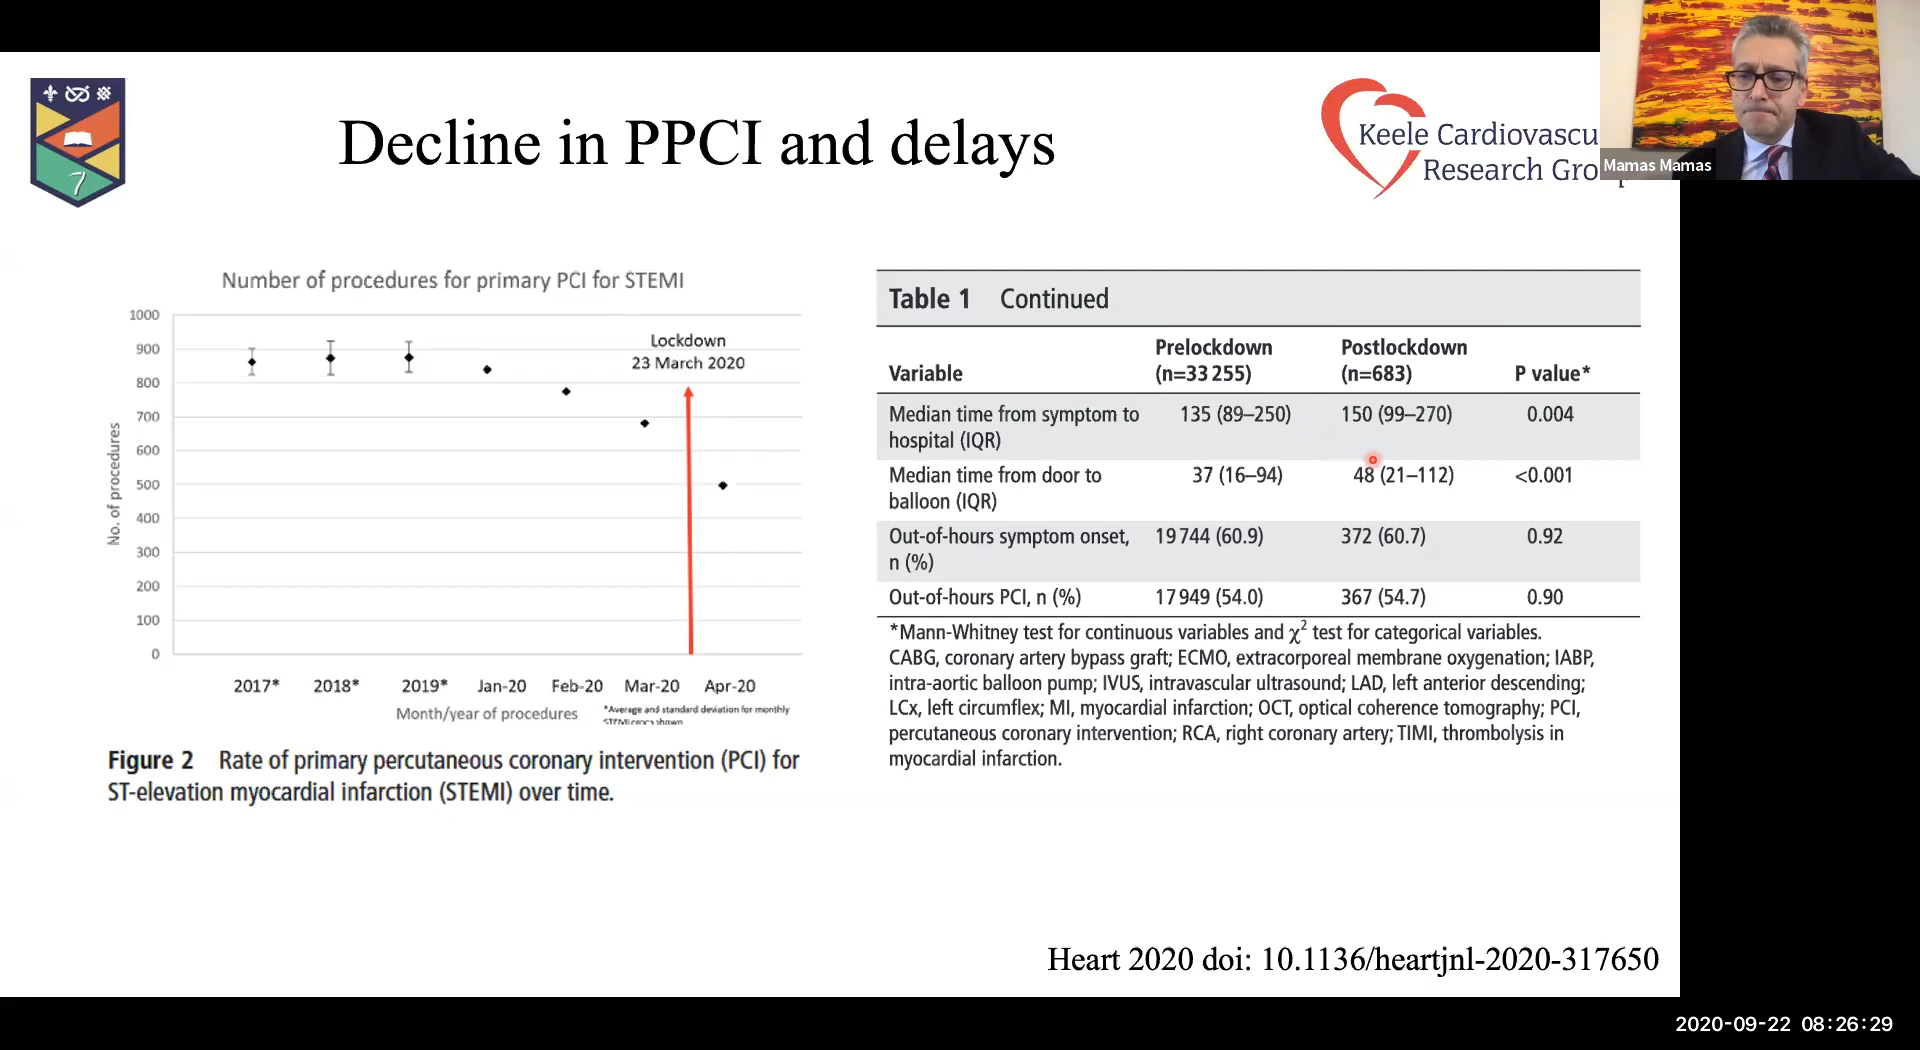 Decline in PPCI and delays
Keele Cardiovascu
Research Gro
Mamas Mamas
Number of procedures for primary PCI for STEMI
1000
900
800
700
600
500
400
300
200
100
0
No. of procedures
Lockdown
23 March 2020
2017* 2018* 2019* Jan-20 Feb-20 Mar-20 Apr-20
Month/year of procedures
*Average and standard deviation for monthly
Figure 2 Rate of primary percutaneous coronary intervention (PCI) for
ST-elevation myocardial infarction (STEMI) over time.
Table 1 Continued
Prelockdown Postlockdown
Variable (n=33 255) (n=683) P value*
Median time from symptom to 135 (89–250) 150 (99–270) 0.004
hospital (IQR)
Median time from door to 37 (16–94) 48 (21–112) <0.001
balloon (IQR)
Out-of-hours symptom onset, 19 744 (60.9) 372 (60.7) 0.92
n (%)
Out-of-hours PCI, n (%) 17 949 (54.0) 367 (54.7) 0.90
*Mann-Whitney test for continuous variables and χ² test for categorical variables.
CABG, coronary artery bypass graft; ECMO, extracorporeal membrane oxygenation; IABP,
intra-aortic balloon pump; IVUS, intravascular ultrasound; LAD, left anterior descending;
LCx, left circumflex; MI, myocardial infarction; OCT, optical coherence tomography; PCI,
percutaneous coronary intervention; RCA, right coronary artery; TIMI, thrombolysis in
myocardial infarction.
Heart 2020 doi: 10.1136/heartjnl-2020-317650
2020-09-22 08:26:29